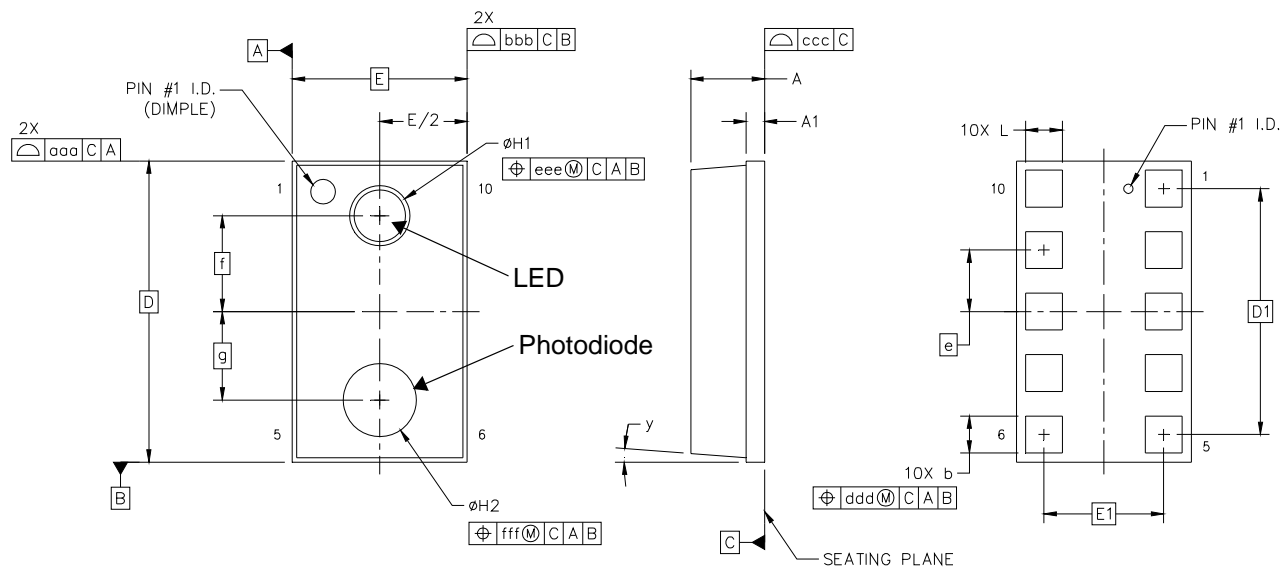 2X
⌓ bbb C B
A
E
⌓ ccc C
PIN #1 I.D.
(DIMPLE)
A
2X
⌓ aaa C A
E/2
A1
10X L
PIN #1 I.D.
øH1
⌖ eee Ⓜ C A B
1
10
10
1
f
LED
D
D1
e
g
Photodiode
5
6
y
6
5
10X b
B
⌖ ddd Ⓜ C A B
øH2
E1
⌖ fff Ⓜ C A B
C
SEATING PLANE